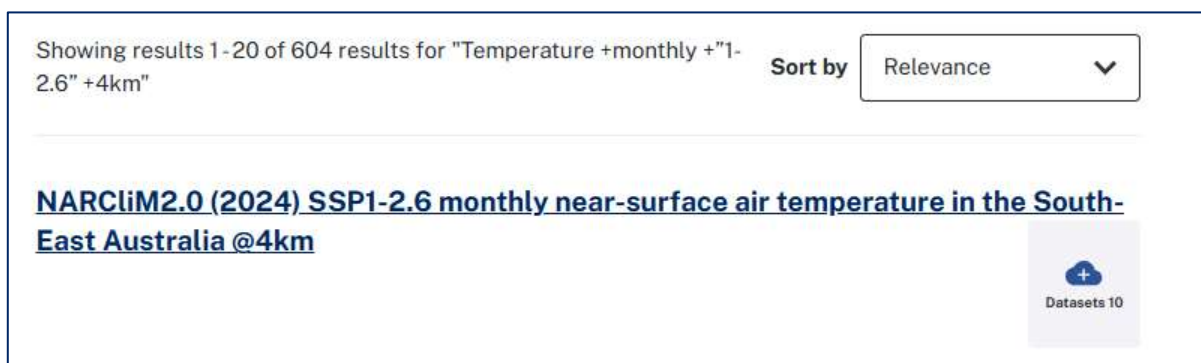 Showing results 1-20 of 604 results for "Temperature +monthly +”1-
2.6” +4km"
Sort by
Relevance
NARCliM2.0 (2024) SSP1-2.6 monthly near-surface air temperature in the South-
East Australia @4km
Datasets 10